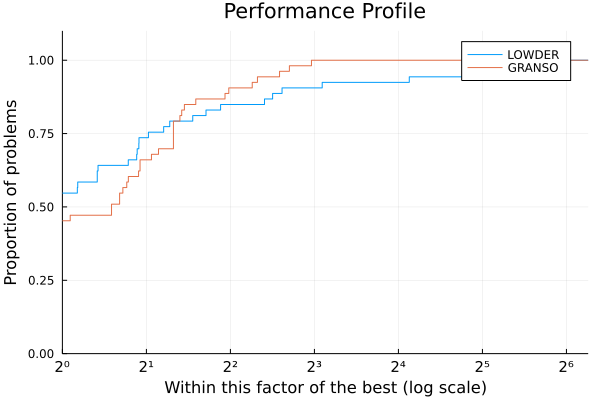 Performance Profile
Proportion of problems
1.00
0.75
0.50
0.25
0.00
LOWDER
GRANSO
2⁰ 2¹ 2² 2³ 2⁴ 2⁵ 2⁶
Within this factor of the best (log scale)